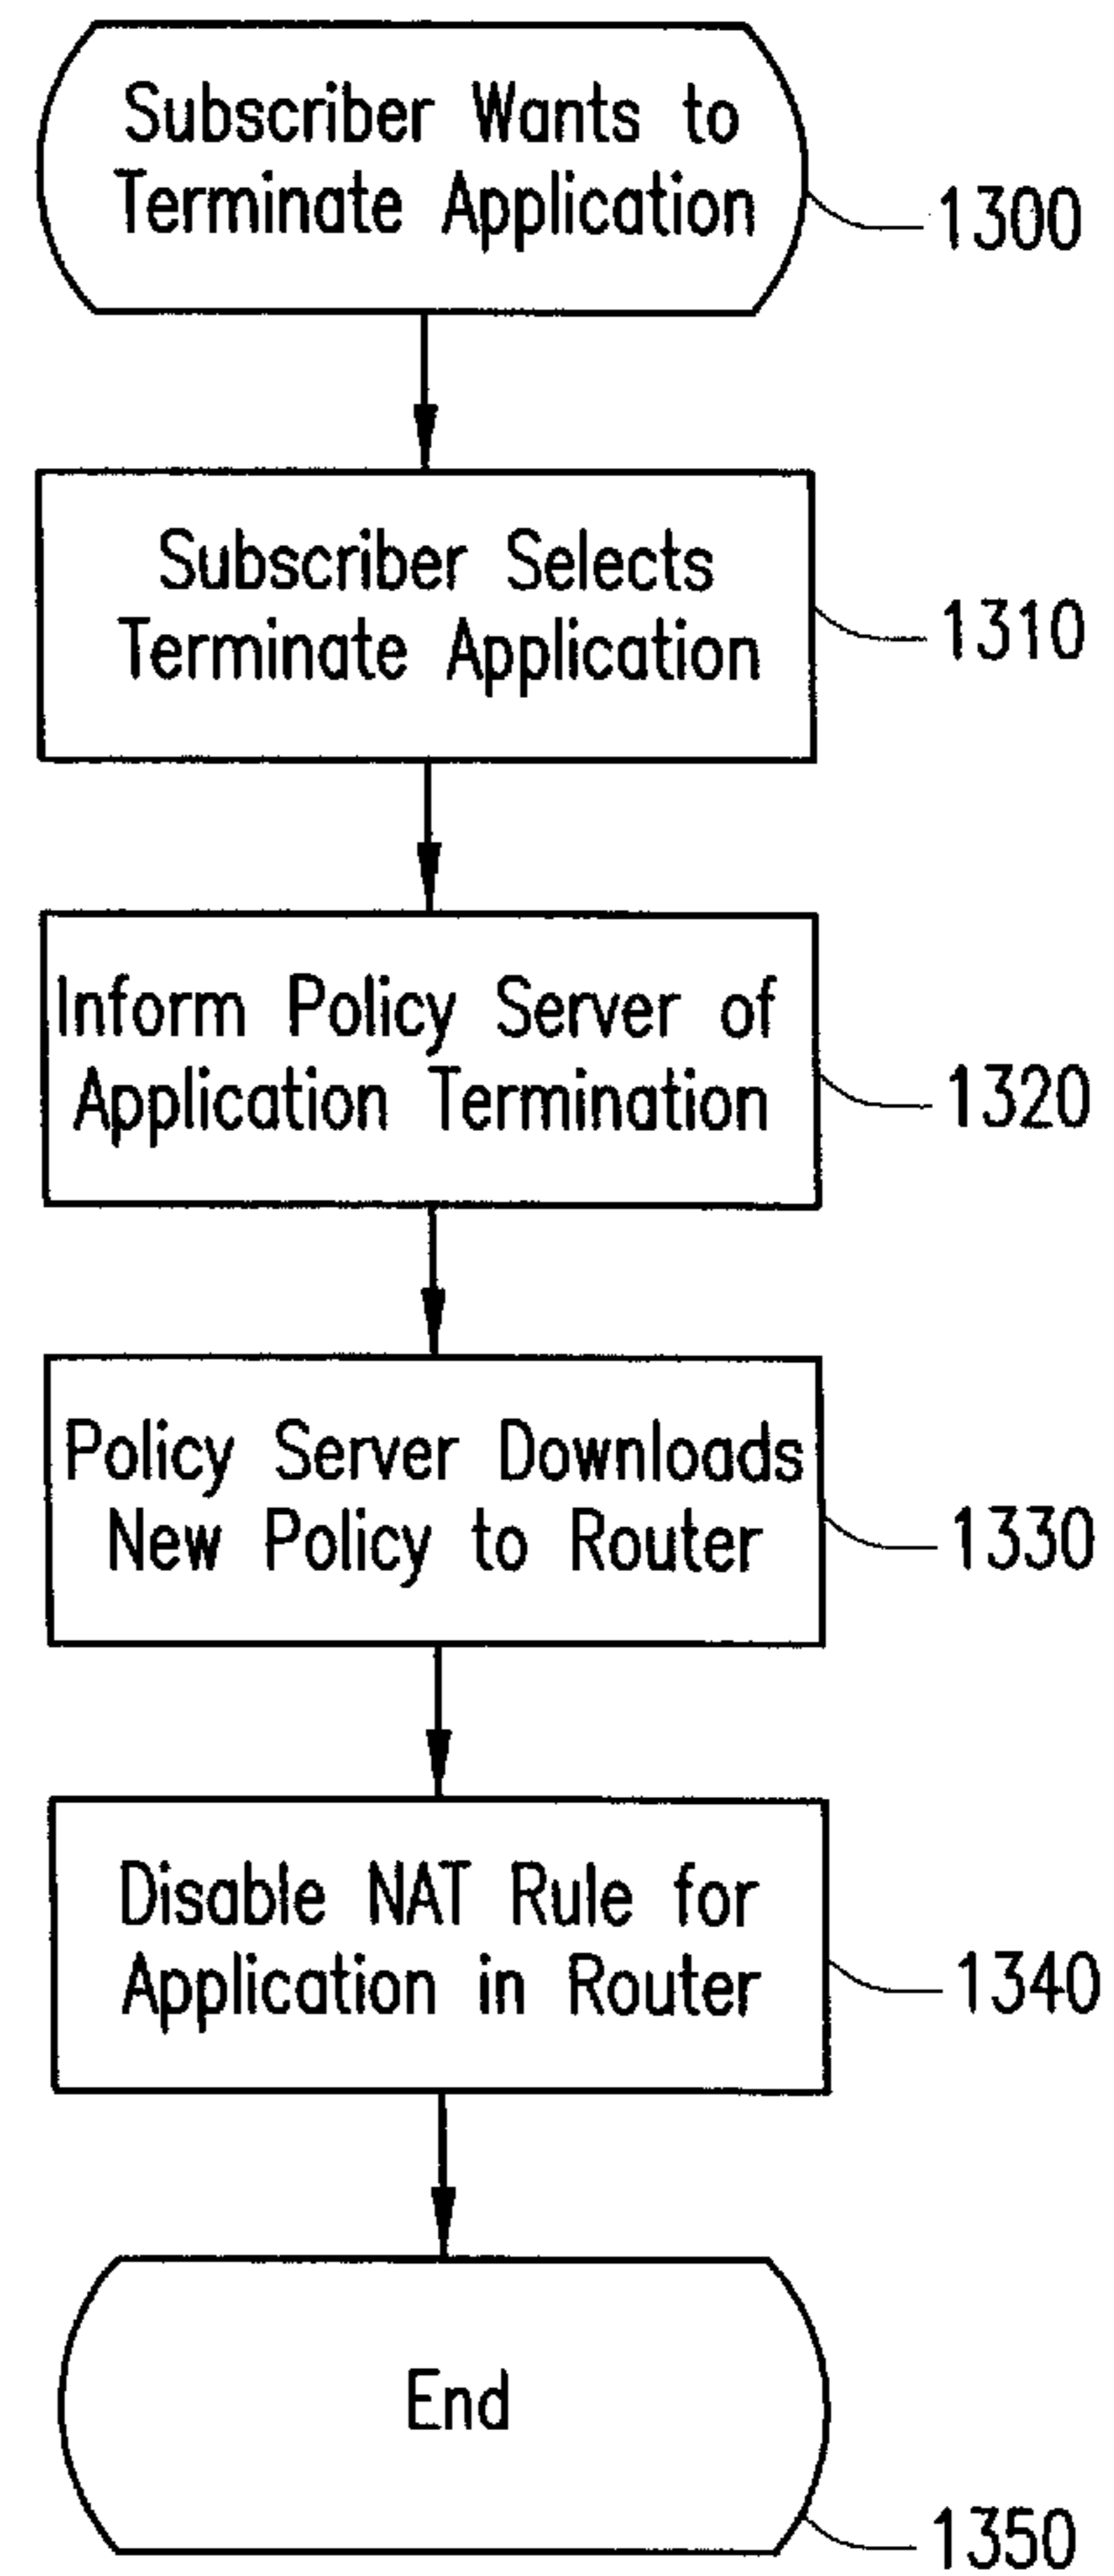 Subscriber Wants to
Terminate Application
1300
Subscriber Selects
Terminate Application
1310
Inform Policy Server of
Application Termination
1320
Policy Server Downloads
New Policy to Router
1330
Disable NAT Rule for
Application in Router
1340
End
1350